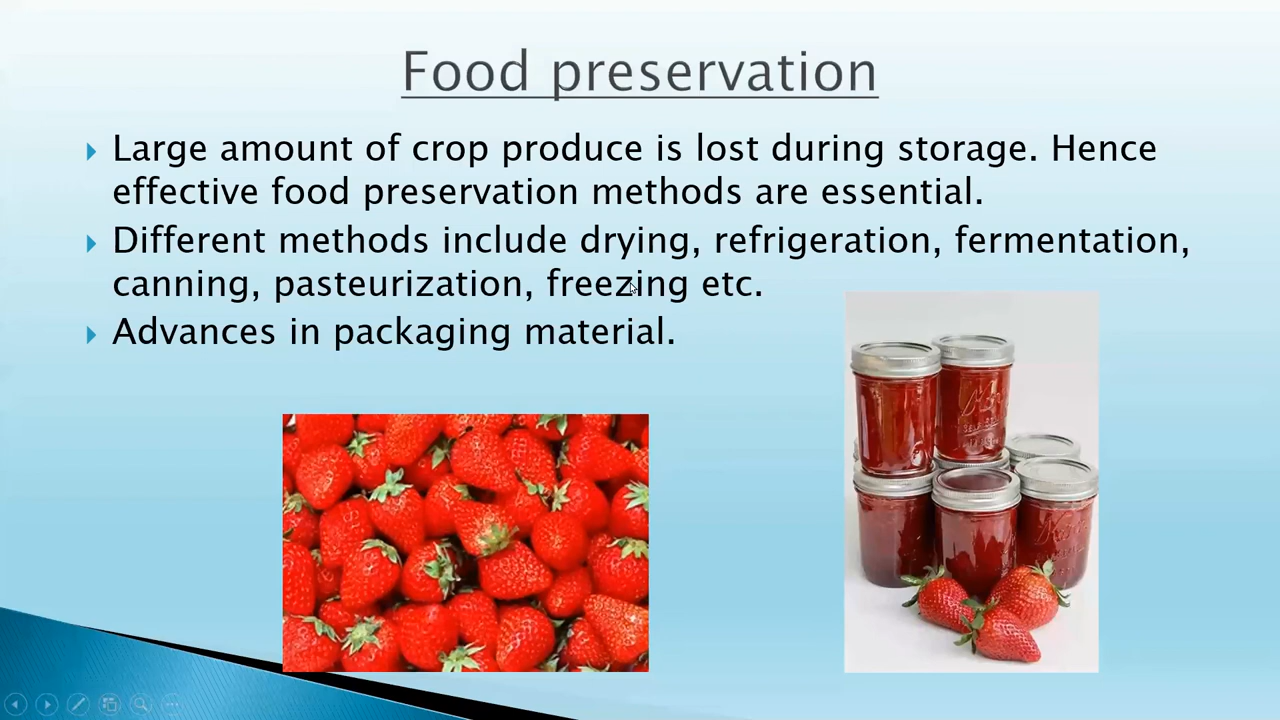 Food preservation
Large amount of crop produce is lost during storage. Hence
effective food preservation methods are essential.
Different methods include drying, refrigeration, fermentation,
canning, pasteurization, freezing etc.
Advances in packaging material.